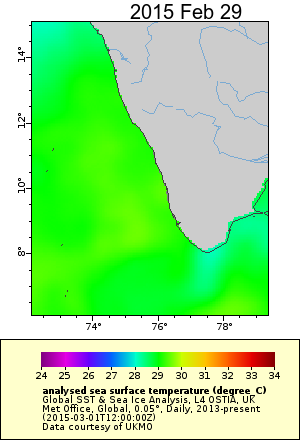 2015 Feb 29
14°
12°
10°
8°
74° 76° 78°
24 25 26 27 28 29 30 31 32 33 34
analysed sea surface temperature (degree_C)
Global SST & Sea Ice Analysis, L4 OSTIA, UK
Met Office, Global, 0.05°, Daily, 2013-present
(2015-03-01T12:00:00Z)
Data courtesy of UKMO